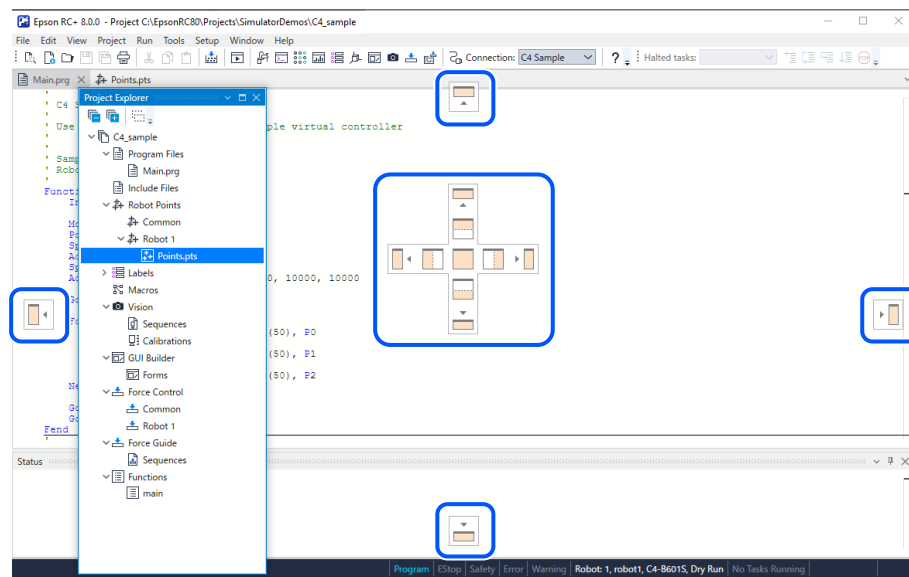 Epson RC+ 8.0.0 - Project C:\EpsonRC80\Projects\SimulatorDemos\C4_sample
File Edit View Project Run Tools Setup Window Help
Connection: C4 Sample ? Halted tasks:
Main.prg Points.pts
Project Explorer
' C4 S
' Use ple virtual controller
C4_sample
' Samp
' Robo
Program Files
Main.prg
Functi
Include Files
Robot Points
Common
Robot 1
Points.pts
Labels
0, 10000, 10000
Macros
Vision
Sequences
(50), P0
Calibrations
(50), P1
GUI Builder
Forms
(50), P2
Force Control
Common
Robot 1
Fend
Force Guide
Sequences
Status
Functions
main
Program EStop Safety Error Warning Robot: 1, robot1, C4-B601S, Dry Run No Tasks Running